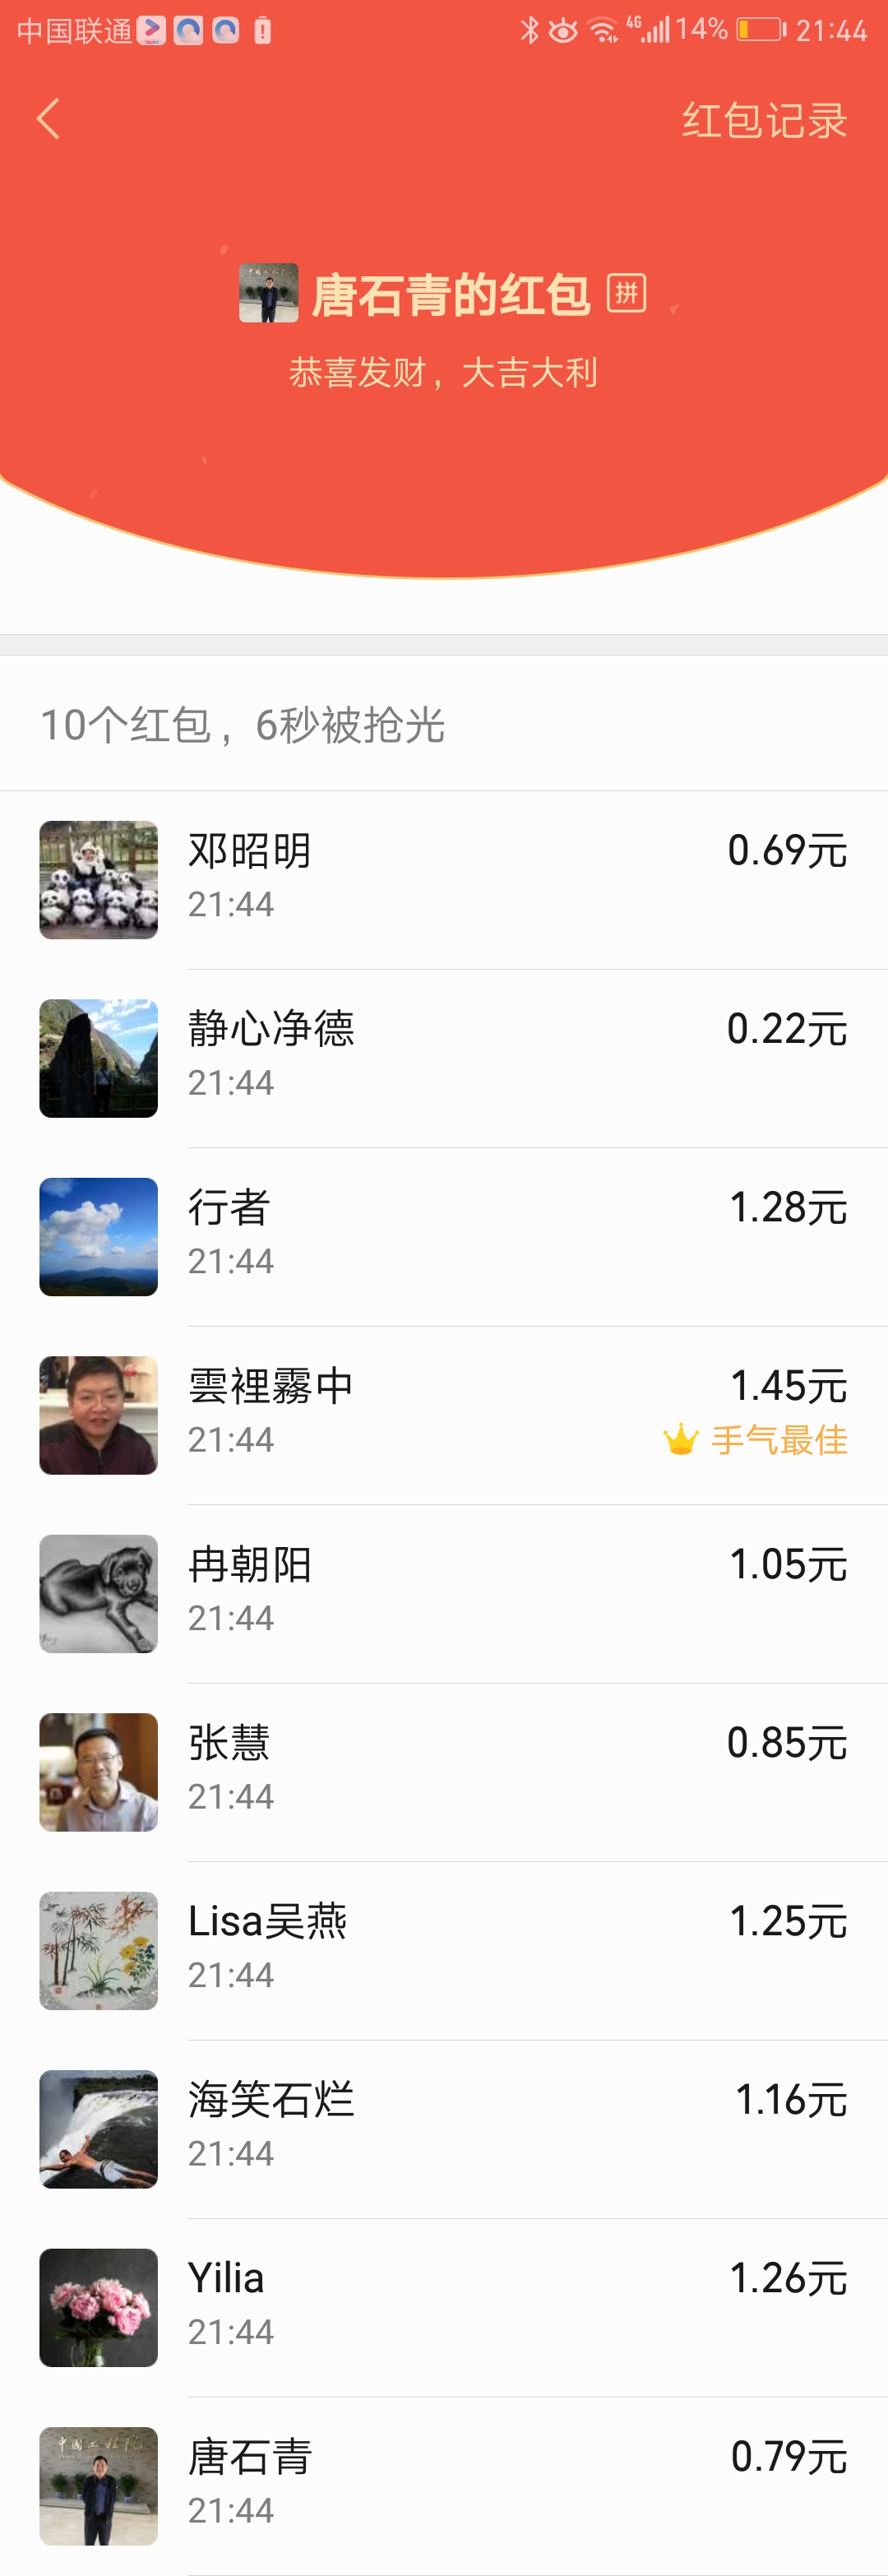 中国联通 4G 14% 21:44
红包记录
唐石青的红包 拼
恭喜发财，大吉大利
10个红包，6秒被抢光
邓昭明 0.69元
21:44
静心净德 0.22元
21:44
行者 1.28元
21:44
雲裡霧中 1.45元
21:44 手气最佳
冉朝阳 1.05元
21:44
张慧 0.85元
21:44
Lisa吴燕 1.25元
21:44
海笑石烂 1.16元
21:44
Yilia 1.26元
21:44
中国工程院
唐石青 0.79元
21:44